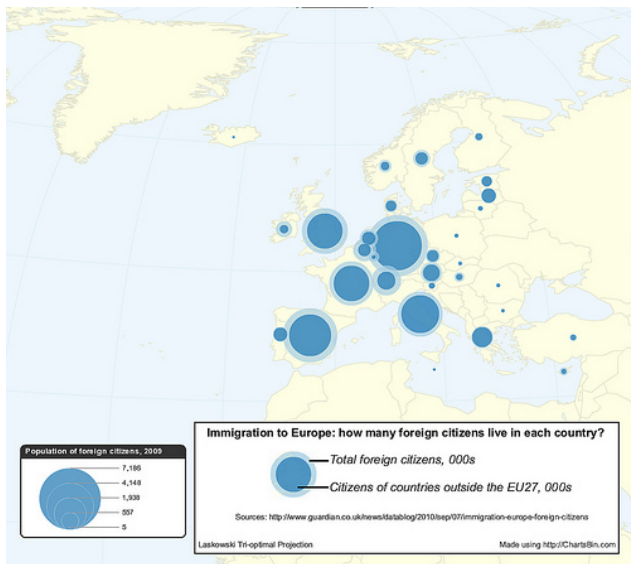 Population of foreign citizens, 2009
7,186
4,148
1,938
557
5
Immigration to Europe: how many foreign citizens live in each country?
Total foreign citizens, 000s
Citizens of countries outside the EU27, 000s
Sources: http://www.guardian.co.uk/news/datablog/2010/sep/07/immigration-europe-foreign-citizens
Laskowski Tri-optimal Projection
Made using http://ChartsBin.com